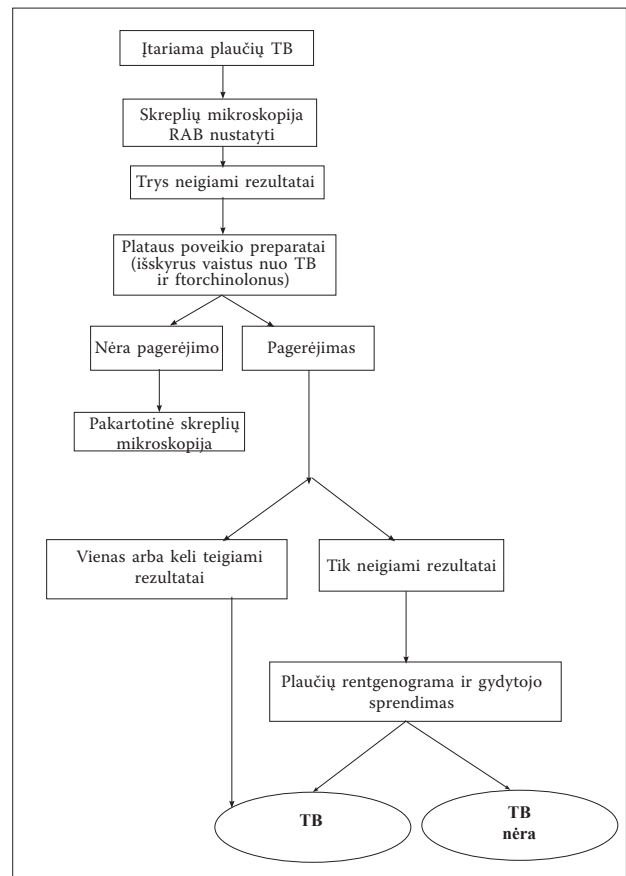 Įtariama plaučių TB
Skreplių mikroskopija
RAB nustatyti
Trys neigiami rezultatai
Plataus poveikio preparatai
(išskyrus vaistus nuo TB
ir ftorchinolonus)
Nėra pagerėjimo
Pagerėjimas
Pakartotinė skreplių
mikroskopija
Vienas arba keli teigiami
rezultatai
Tik neigiami rezultatai
Plaučių rentgenograma ir gydytojo
sprendimas
TB
TB
nėra